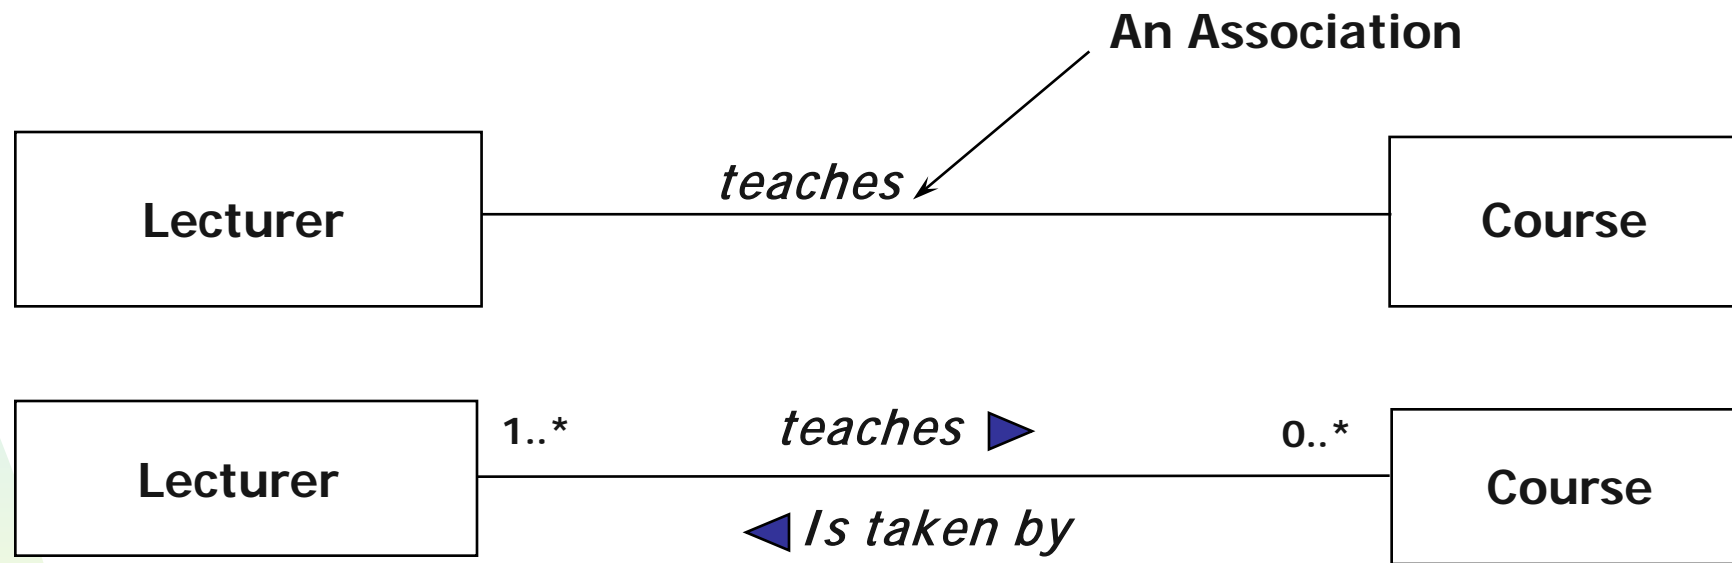 An Association
teaches
Lecturer
Course
1..*
teaches
0..*
Lecturer
Course
Is taken by